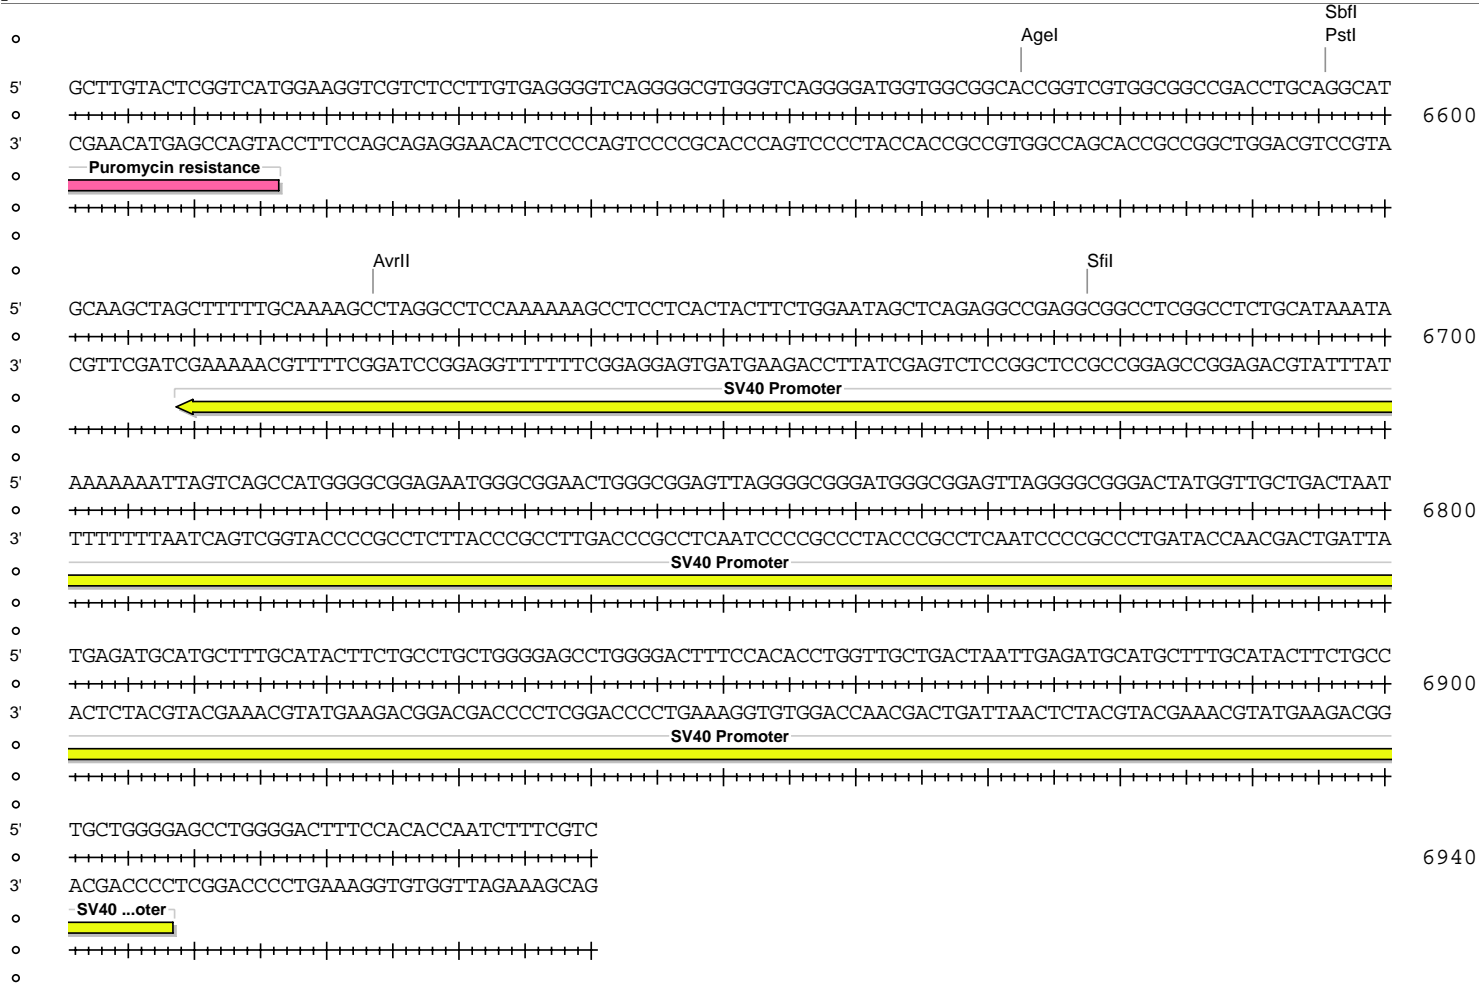 SbfI
AgeI PstI
5' GCTTGTACTCGGTCATGGAAGGTCGTCTCCTTGTGAGGGGTCAGGGGCGTGGGTCAGGGGATGGTGGCGGCACCGGTCGTGGCGGCCGACCTGCAGGCAT
6600
3' CGAACATGAGCCAGTACCTTCCAGCAGAGGAACACTCCCCAGTCCCCGCACCCAGTCCCCTACCACCGCCGTGGCCAGCACCGCCGGCTGGACGTCCGTA
Puromycin resistance
AvrII SfiI
5' GCAAGCTAGCTTTTTGCAAAAGCCTAGGCCTCCAAAAAAGCCTCCTCACTACTTCTGGAATAGCTCAGAGGCCGAGGCGGCCTCGGCCTCTGCATAAATA
6700
3' CGTTCGATCGAAAAACGTTTTCGGATCCGGAGGTTTTTTCGGAGGAGTGATGAAGACCTTATCGAGTCTCCGGCTCCGCCGGAGCCGGAGACGTATTTAT
SV40 Promoter
5' AAAAAAATTAGTCAGCCATGGGGCGGAGAATGGGCGGAACTGGGCGGAGTTAGGGGCGGGATGGGCGGAGTTAGGGGCGGGACTATGGTTGCTGACTAAT
6800
3' TTTTTTTAATCAGTCGGTACCCCGCCTCTTACCCGCCTTGACCCGCCTCAATCCCCGCCCTACCCGCCTCAATCCCCGCCCTGATACCAACGACTGATTA
SV40 Promoter
5' TGAGATGCATGCTTTGCATACTTCTGCCTGCTGGGGAGCCTGGGGACTTTCCACACCTGGTTGCTGACTAATTGAGATGCATGCTTTGCATACTTCTGCC
6900
3' ACTCTACGTACGAAACGTATGAAGACGGACGACCCCTCGGACCCCTGAAAGGTGTGGACCAACGACTGATTAACTCTACGTACGAAACGTATGAAGACGG
SV40 Promoter
5' TGCTGGGGAGCCTGGGGACTTTCCACACCAATCTTTCGTC
6940
3' ACGACCCCTCGGACCCCTGAAAGGTGTGGTTAGAAAGCAG
SV40 ...oter